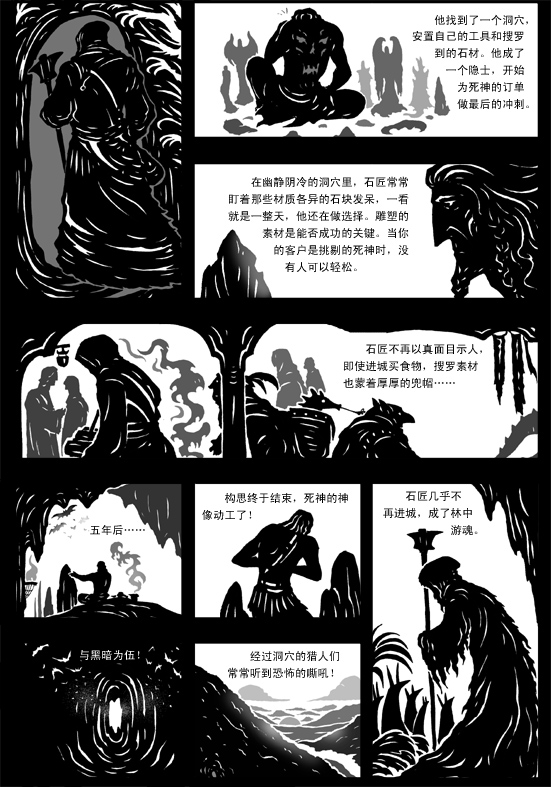 他找到了一个洞穴，
安置自己的工具和搜罗
到的石材。他成了
一个隐士，开始
为死神的订单
做最后的冲刺。
在幽静阴冷的洞穴里，石匠常常
盯着那些材质各异的石块发呆，一看
就是一整天，他还在做选择。雕塑的
素材是能否成功的关键。当你
的客户是挑剔的死神时，没
有人可以轻松。
石匠不再以真面目示人，
即使进城买食物，搜罗素材
也蒙着厚厚的兜帽……
五年后……
构思终于结束，死神的神
像动工了！
石匠几乎不
再进城，成了林中
游魂。
与黑暗为伍！
经过洞穴的猎人们
常常听到恐怖的嘶吼！